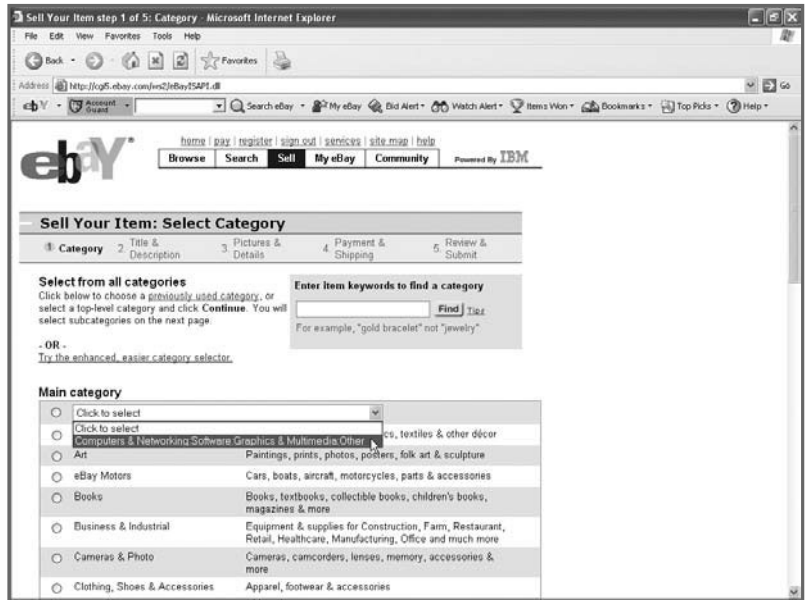 Sell Your Item step 1 of 5: Category - Microsoft Internet Explorer
File Edit View Favorites Tools Help
Back Favorites
Address http://cgi5.ebay.com/ws2/eBayISAPI.dll Go
ebY Account Guard Search eBay My eBay Bid Alert Watch Alert Items Won Bookmarks Top Picks Help
ebaY
home | pay | register | sign out | services | site map | help
Browse Search Sell My eBay Community Powered By IBM
Sell Your Item: Select Category
1 Category 2 Title & Description 3 Pictures & Details 4 Payment & Shipping 5 Review & Submit
Select from all categories
Click below to choose a previously used category, or
select a top-level category and click Continue. You will
select subcategories on the next page.
- OR -
Try the enhanced, easier category selector.
Enter item keywords to find a category
Find Tips
For example, "gold bracelet" not "jewelry"
Main category
Click to select
Click to select
Computers & Networking:Software:Graphics & Multimedia:Other
cs, textiles & other décor
Art Paintings, prints, photos, posters, folk art & sculpture
eBay Motors Cars, boats, aircraft, motorcycles, parts & accessories
Books Books, textbooks, collectible books, children's books,
magazines & more
Business & Industrial Equipment & supplies for Construction, Farm, Restaurant,
Retail, Healthcare, Manufacturing, Office and much more
Cameras & Photo Cameras, camcorders, lenses, memory, accessories &
more
Clothing, Shoes & Accessories Apparel, footwear & accessories